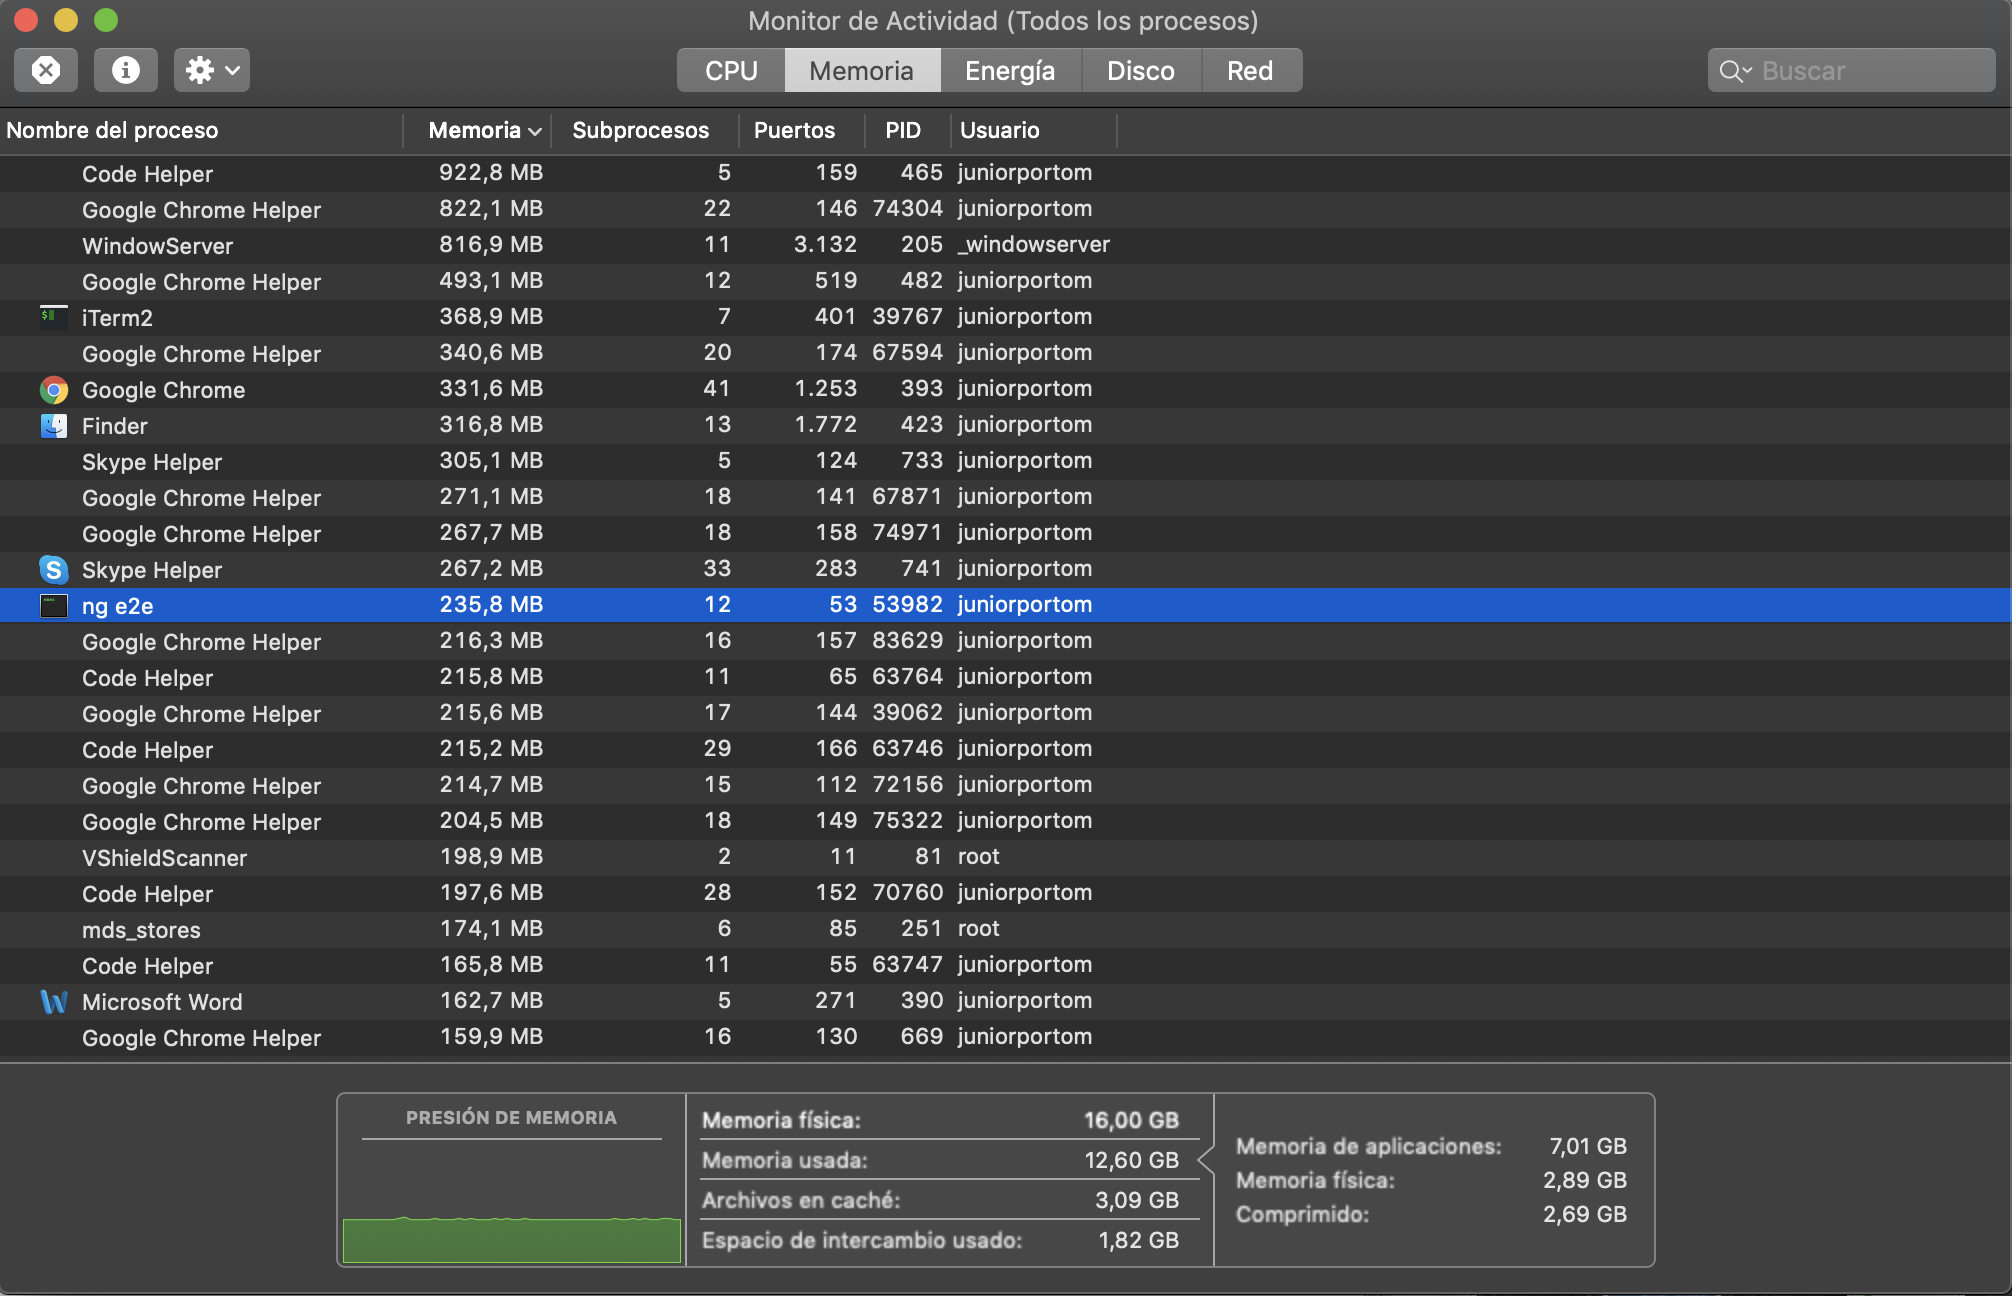 Monitor de Actividad (Todos los procesos)
CPU Memoria Energía Disco Red Buscar
Nombre del proceso Memoria Subprocesos Puertos PID Usuario
Code Helper 922,8 MB 5 159 465 juniorportom
Google Chrome Helper 822,1 MB 22 146 74304 juniorportom
WindowServer 816,9 MB 11 3.132 205 _windowserver
Google Chrome Helper 493,1 MB 12 519 482 juniorportom
iTerm2 368,9 MB 7 401 39767 juniorportom
Google Chrome Helper 340,6 MB 20 174 67594 juniorportom
Google Chrome 331,6 MB 41 1.253 393 juniorportom
Finder 316,8 MB 13 1.772 423 juniorportom
Skype Helper 305,1 MB 5 124 733 juniorportom
Google Chrome Helper 271,1 MB 18 141 67871 juniorportom
Google Chrome Helper 267,7 MB 18 158 74971 juniorportom
Skype Helper 267,2 MB 33 283 741 juniorportom
ng e2e 235,8 MB 12 53 53982 juniorportom
Google Chrome Helper 216,3 MB 16 157 83629 juniorportom
Code Helper 215,8 MB 11 65 63764 juniorportom
Google Chrome Helper 215,6 MB 17 144 39062 juniorportom
Code Helper 215,2 MB 29 166 63746 juniorportom
Google Chrome Helper 214,7 MB 15 112 72156 juniorportom
Google Chrome Helper 204,5 MB 18 149 75322 juniorportom
VShieldScanner 198,9 MB 2 11 81 root
Code Helper 197,6 MB 28 152 70760 juniorportom
mds_stores 174,1 MB 6 85 251 root
Code Helper 165,8 MB 11 55 63747 juniorportom
Microsoft Word 162,7 MB 5 271 390 juniorportom
Google Chrome Helper 159,9 MB 16 130 669 juniorportom
PRESIÓN DE MEMORIA
Memoria física: 16,00 GB
Memoria usada: 12,60 GB
Archivos en caché: 3,09 GB
Espacio de intercambio usado: 1,82 GB
Memoria de aplicaciones: 7,01 GB
Memoria física: 2,89 GB
Comprimido: 2,69 GB